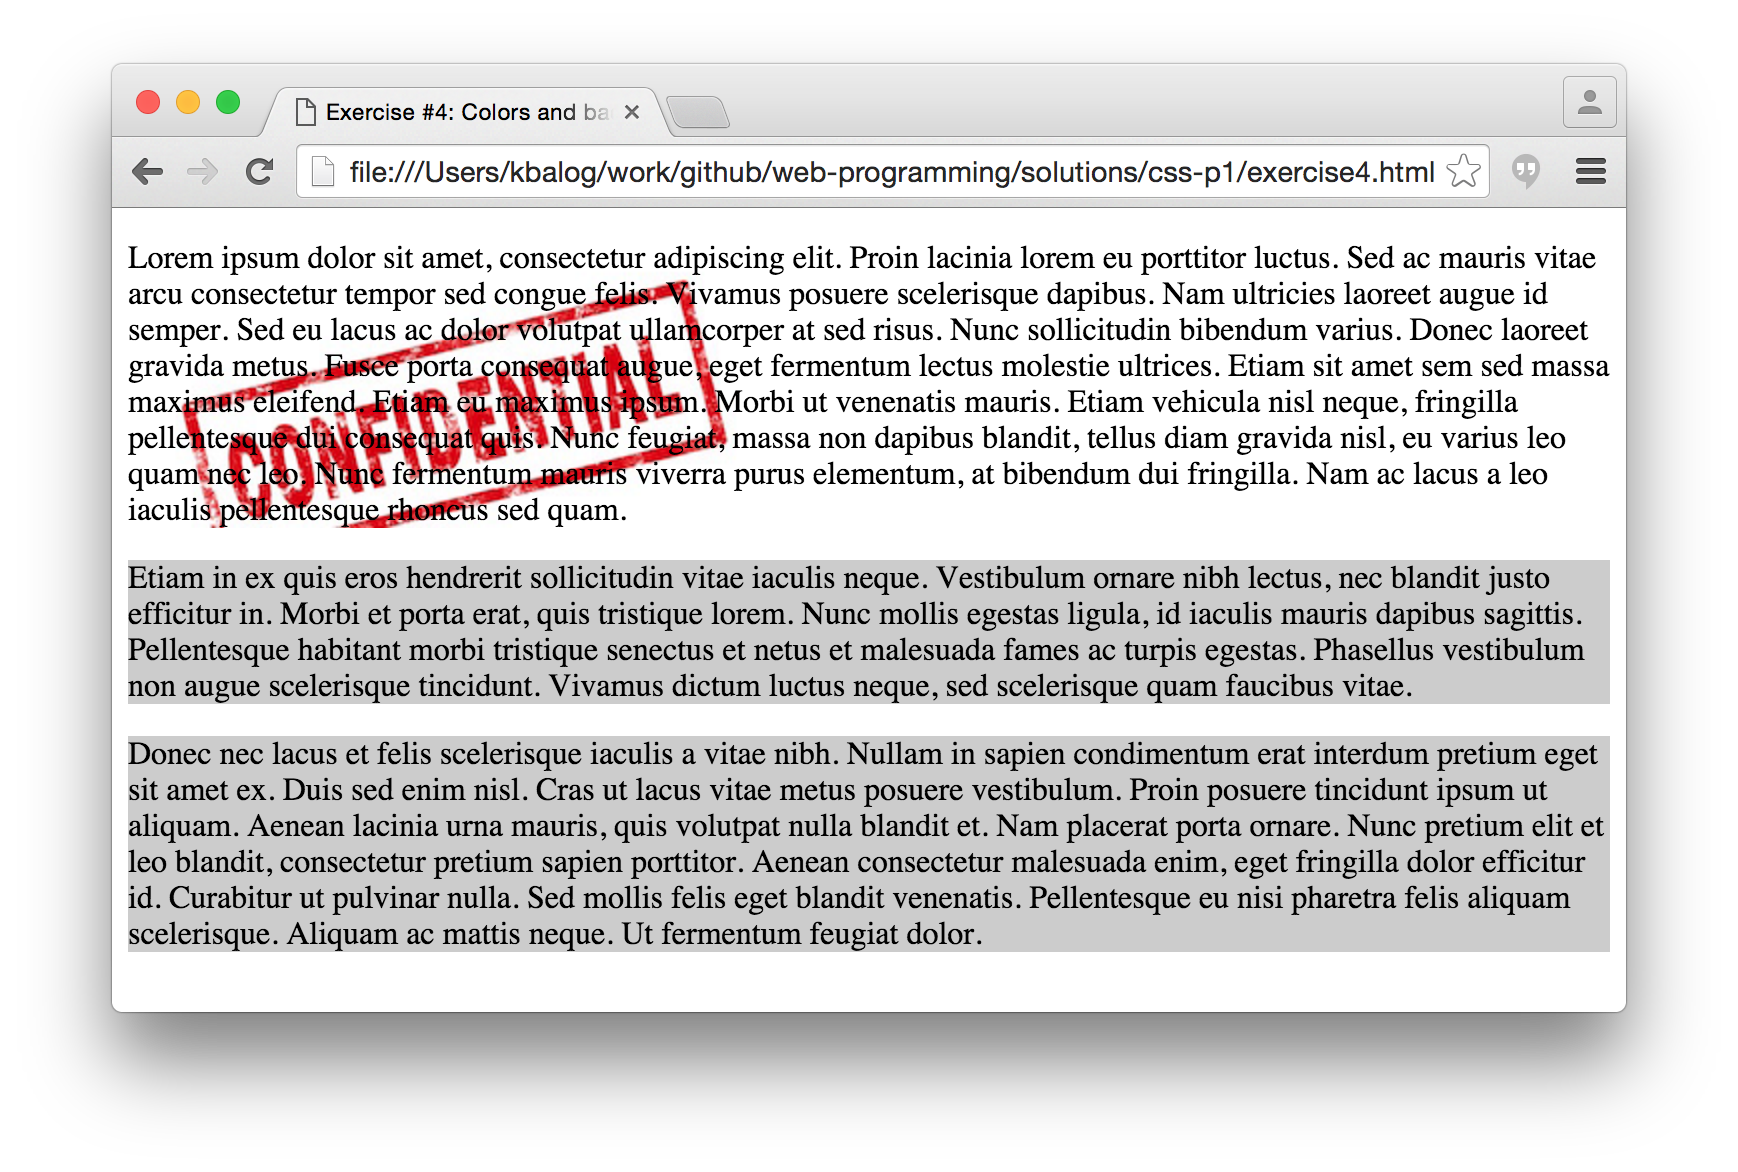 Exercise #4: Colors and ba
file:///Users/kbalog/work/github/web-programming/solutions/css-p1/exercise4.html
Lorem ipsum dolor sit amet, consectetur adipiscing elit. Proin lacinia lorem eu porttitor luctus. Sed ac mauris vitae
arcu consectetur tempor sed congue felis. Vivamus posuere scelerisque dapibus. Nam ultricies laoreet augue id
semper. Sed eu lacus ac dolor volutpat ullamcorper at sed risus. Nunc sollicitudin bibendum varius. Donec laoreet
gravida metus. Fusce porta consequat augue, eget fermentum lectus molestie ultrices. Etiam sit amet sem sed massa
maximus eleifend. Etiam eu maximus ipsum. Morbi ut venenatis mauris. Etiam vehicula nisl neque, fringilla
pellentesque dui consequat quis. Nunc feugiat, massa non dapibus blandit, tellus diam gravida nisl, eu varius leo
quam nec leo. Nunc fermentum mauris viverra purus elementum, at bibendum dui fringilla. Nam ac lacus a leo
iaculis pellentesque rhoncus sed quam.
CONFIDENTIAL
Etiam in ex quis eros hendrerit sollicitudin vitae iaculis neque. Vestibulum ornare nibh lectus, nec blandit justo
efficitur in. Morbi et porta erat, quis tristique lorem. Nunc mollis egestas ligula, id iaculis mauris dapibus sagittis.
Pellentesque habitant morbi tristique senectus et netus et malesuada fames ac turpis egestas. Phasellus vestibulum
non augue scelerisque tincidunt. Vivamus dictum luctus neque, sed scelerisque quam faucibus vitae.
Donec nec lacus et felis scelerisque iaculis a vitae nibh. Nullam in sapien condimentum erat interdum pretium eget
sit amet ex. Duis sed enim nisl. Cras ut lacus vitae metus posuere vestibulum. Proin posuere tincidunt ipsum ut
aliquam. Aenean lacinia urna mauris, quis volutpat nulla blandit et. Nam placerat porta ornare. Nunc pretium elit et
leo blandit, consectetur pretium sapien porttitor. Aenean consectetur malesuada enim, eget fringilla dolor efficitur
id. Curabitur ut pulvinar nulla. Sed mollis felis eget blandit venenatis. Pellentesque eu nisi pharetra felis aliquam
scelerisque. Aliquam ac mattis neque. Ut fermentum feugiat dolor.